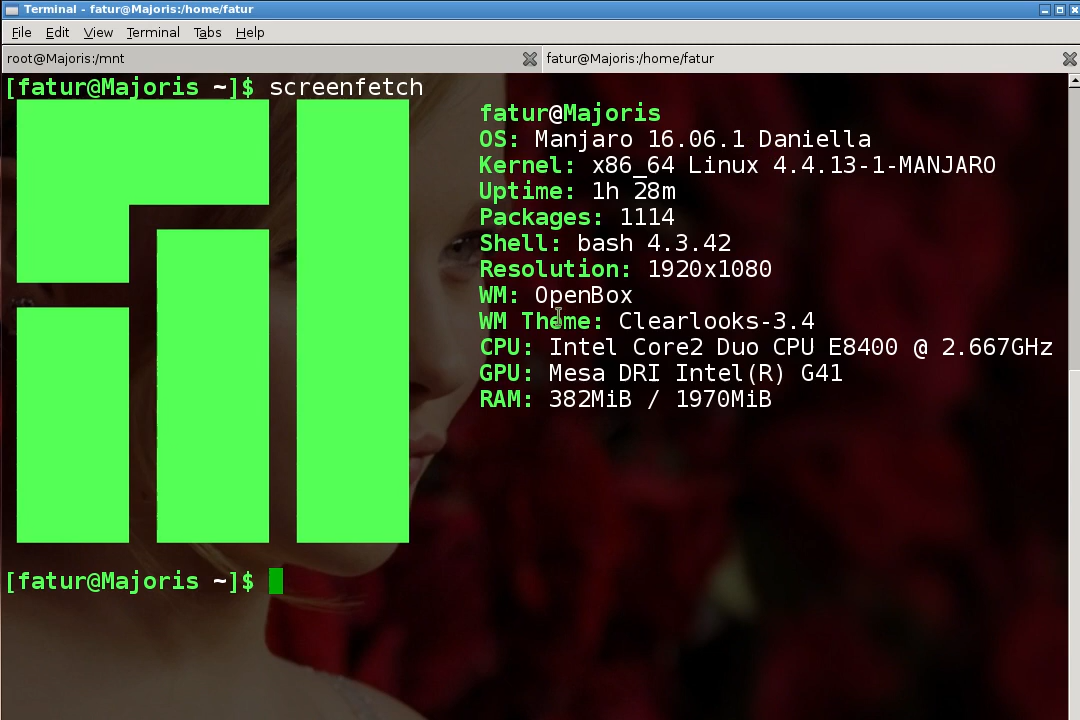 Terminal - fatur@Majoris:/home/fatur
File Edit View Terminal Tabs Help
root@Majoris:/mnt fatur@Majoris:/home/fatur
[fatur@Majoris ~]$ screenfetch
fatur@Majoris
OS: Manjaro 16.06.1 Daniella
Kernel: x86_64 Linux 4.4.13-1-MANJARO
Uptime: 1h 28m
Packages: 1114
Shell: bash 4.3.42
Resolution: 1920x1080
WM: OpenBox
WM Theme: Clearlooks-3.4
CPU: Intel Core2 Duo CPU E8400 @ 2.667GHz
GPU: Mesa DRI Intel(R) G41
RAM: 382MiB / 1970MiB
[fatur@Majoris ~]$